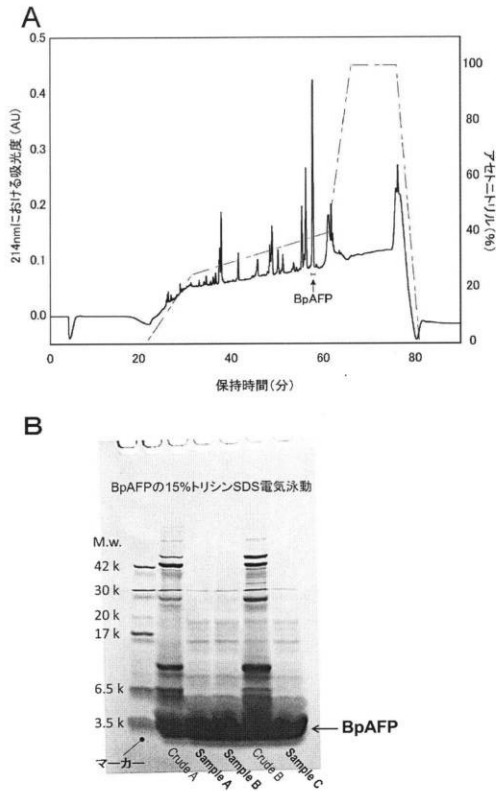 A
214nmにおける吸光度(AU)
0.5
0.4
0.3
0.2
0.1
0.0
アセトニトリル(%)
100
80
60
40
20
0
BpAFP
0
20
40
60
80
保持時間(分)
B
BpAFPの15%トリシンSDS電気泳動
M.w.
42 k
30 k
20 k
17 k
6.5 k
3.5 k
BpAFP
マーカー
Crude A
Sample A
Sample B
Crude B
Sample C